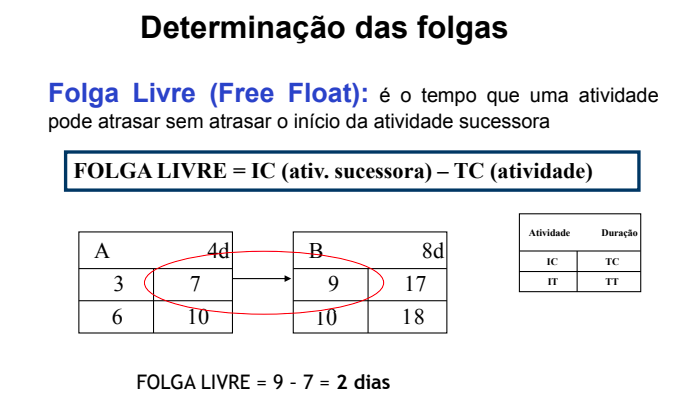 Determinação das folgas
Folga Livre (Free Float): é o tempo que uma atividade
pode atrasar sem atrasar o início da atividade sucessora
FOLGA LIVRE = IC (ativ. sucessora) – TC (atividade)
Atividade Duração
IC TC
IT TT
A 4d B 8d
3 7 9 17
6 10 10 18
FOLGA LIVRE = 9 – 7 = 2 dias